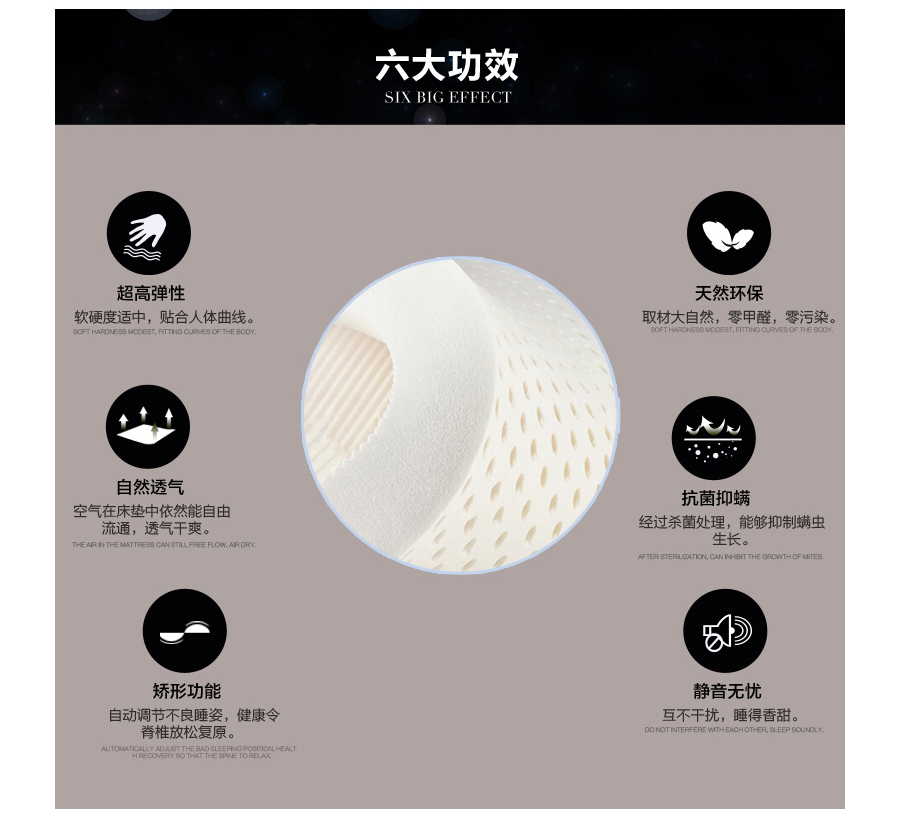 六大功效
SIX BIG EFFECT
超高弹性
软硬度适中，贴合人体曲线。
SOFT HARDNESS MODEST, FITTING CURVES OF THE BODY.
天然环保
取材大自然，零甲醛，零污染。
SOFT HARDNESS MODEST, FITTING CURVES OF THE BODY.
自然透气
空气在床垫中依然能自由
流通，透气干爽。
THE AIR IN THE MATTRESS CAN STILL FREE FLOW, AIR DRY.
抗菌抑螨
经过杀菌处理，能够抑制螨虫
生长。
AFTER STERILIZATION, CAN INHIBIT THE GROWTH OF MITES.
矫形功能
自动调节不良睡姿，健康令
脊椎放松复原。
AUTOMATICALLY ADJUST THE BAD SLEEPING POSITION, HEALT
H RECOVERY SO THAT THE SPINE TO RELAX.
静音无忧
互不干扰，睡得香甜。
DO NOT INTERFERE WITH EACH OTHER, SLEEP SOUNDLY.